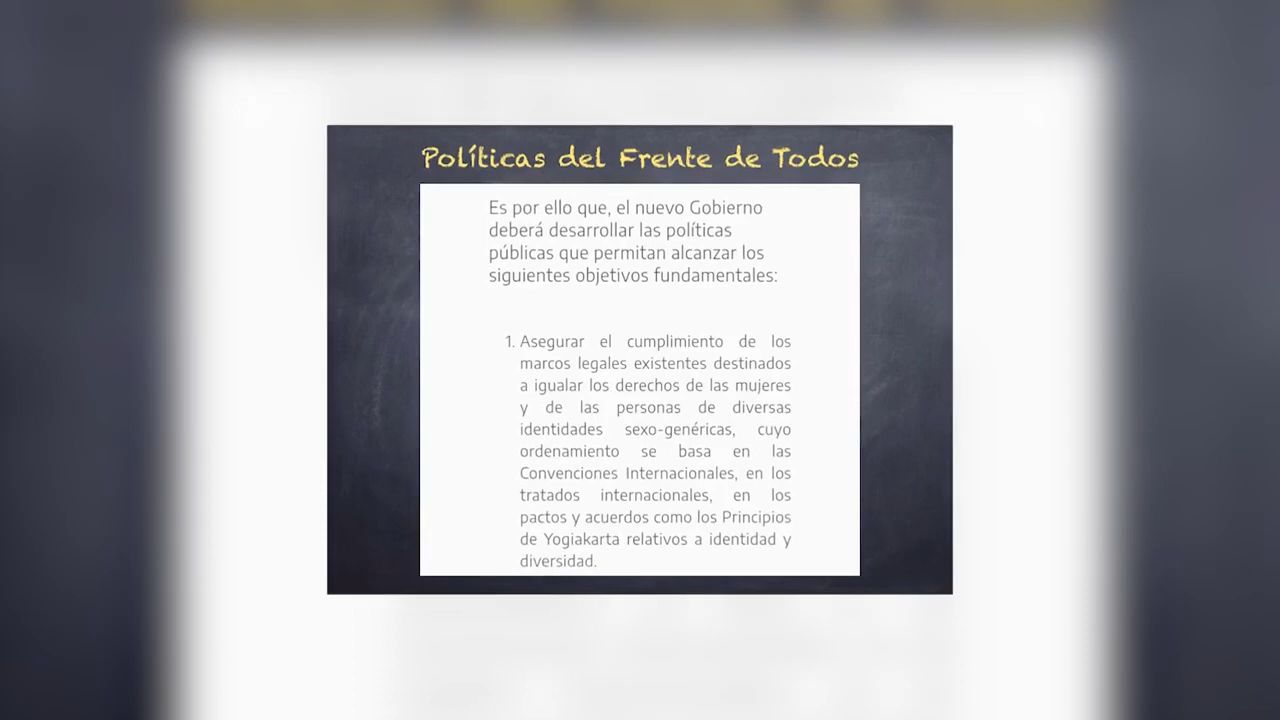 Políticas del Frente de Todos
Es por ello que, el nuevo Gobierno
deberá desarrollar las políticas
públicas que permitan alcanzar los
siguientes objetivos fundamentales:
1. Asegurar el cumplimiento de los
marcos legales existentes destinados
a igualar los derechos de las mujeres
y de las personas de diversas
identidades sexo-genéricas, cuyo
ordenamiento se basa en las
Convenciones Internacionales, en los
tratados internacionales, en los
pactos y acuerdos como los Principios
de Yogiakarta relativos a identidad y
diversidad.